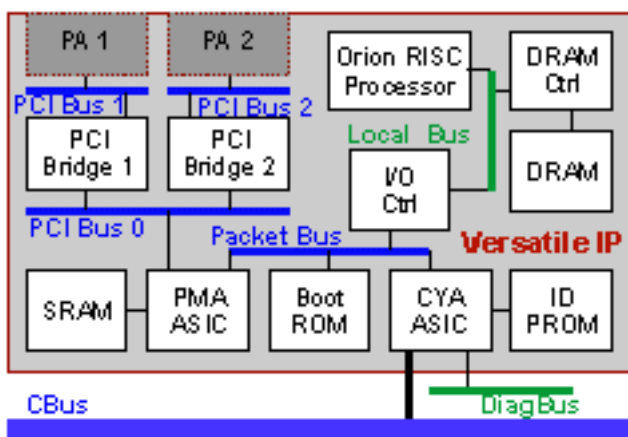 PA 1
PA 2
Orion RISC
Processor
DRAM
Ctrl
PCI Bus 1
PCI Bus 2
PCI
Bridge 1
PCI
Bridge 2
Local Bus
I/O
Ctrl
DRAM
PCI Bus 0
Packet Bus
Versatile IP
SRAM
PMA
ASIC
Boot
ROM
CYA
ASIC
ID
PROM
CBus
DiagBus